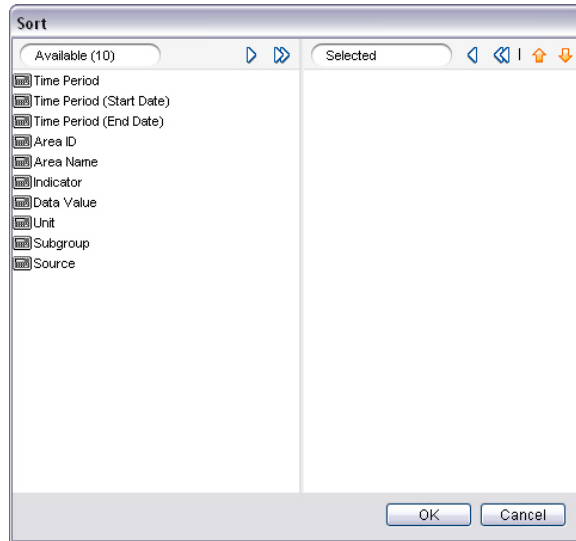 Sort
Available (10)
Selected
Time Period
Time Period (Start Date)
Time Period (End Date)
Area ID
Area Name
Indicator
Data Value
Unit
Subgroup
Source
OK
Cancel